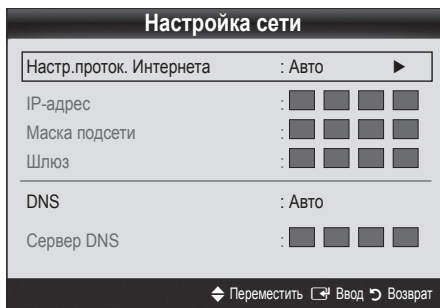 Настройка сети
Настр.проток. Интернета : Авто ►
IP-адрес :
Маска подсети :
Шлюз :
DNS : Авто
Сервер DNS :
Переместить Ввод Возврат